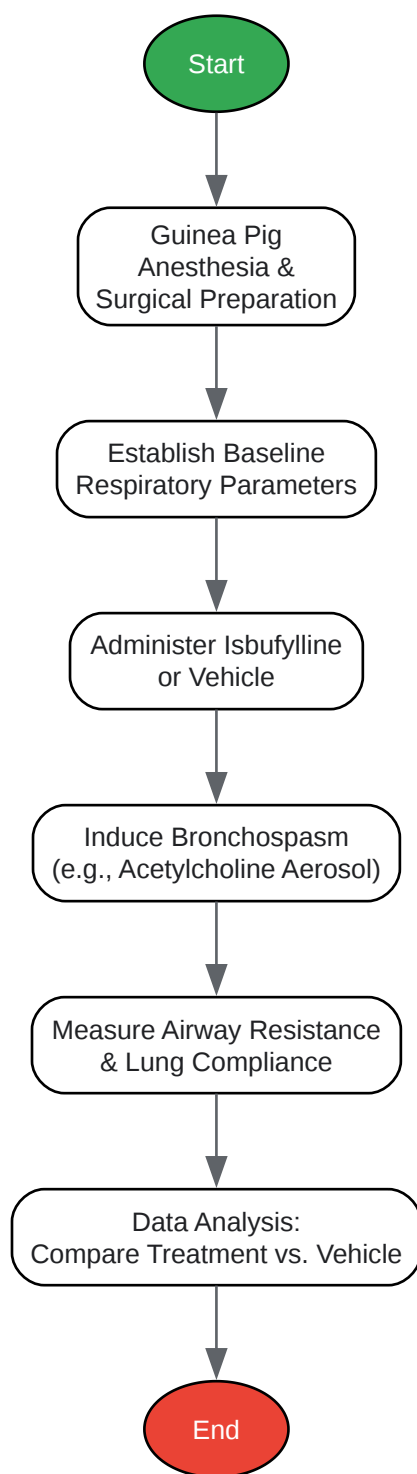 Start
Guinea Pig
Anesthesia &
Surgical Preparation
Establish Baseline
Respiratory Parameters
Administer Isbufylline
or Vehicle
Induce Bronchospasm
(e.g., Acetylcholine Aerosol)
Measure Airway Resistance
& Lung Compliance
Data Analysis:
Compare Treatment vs. Vehicle
End